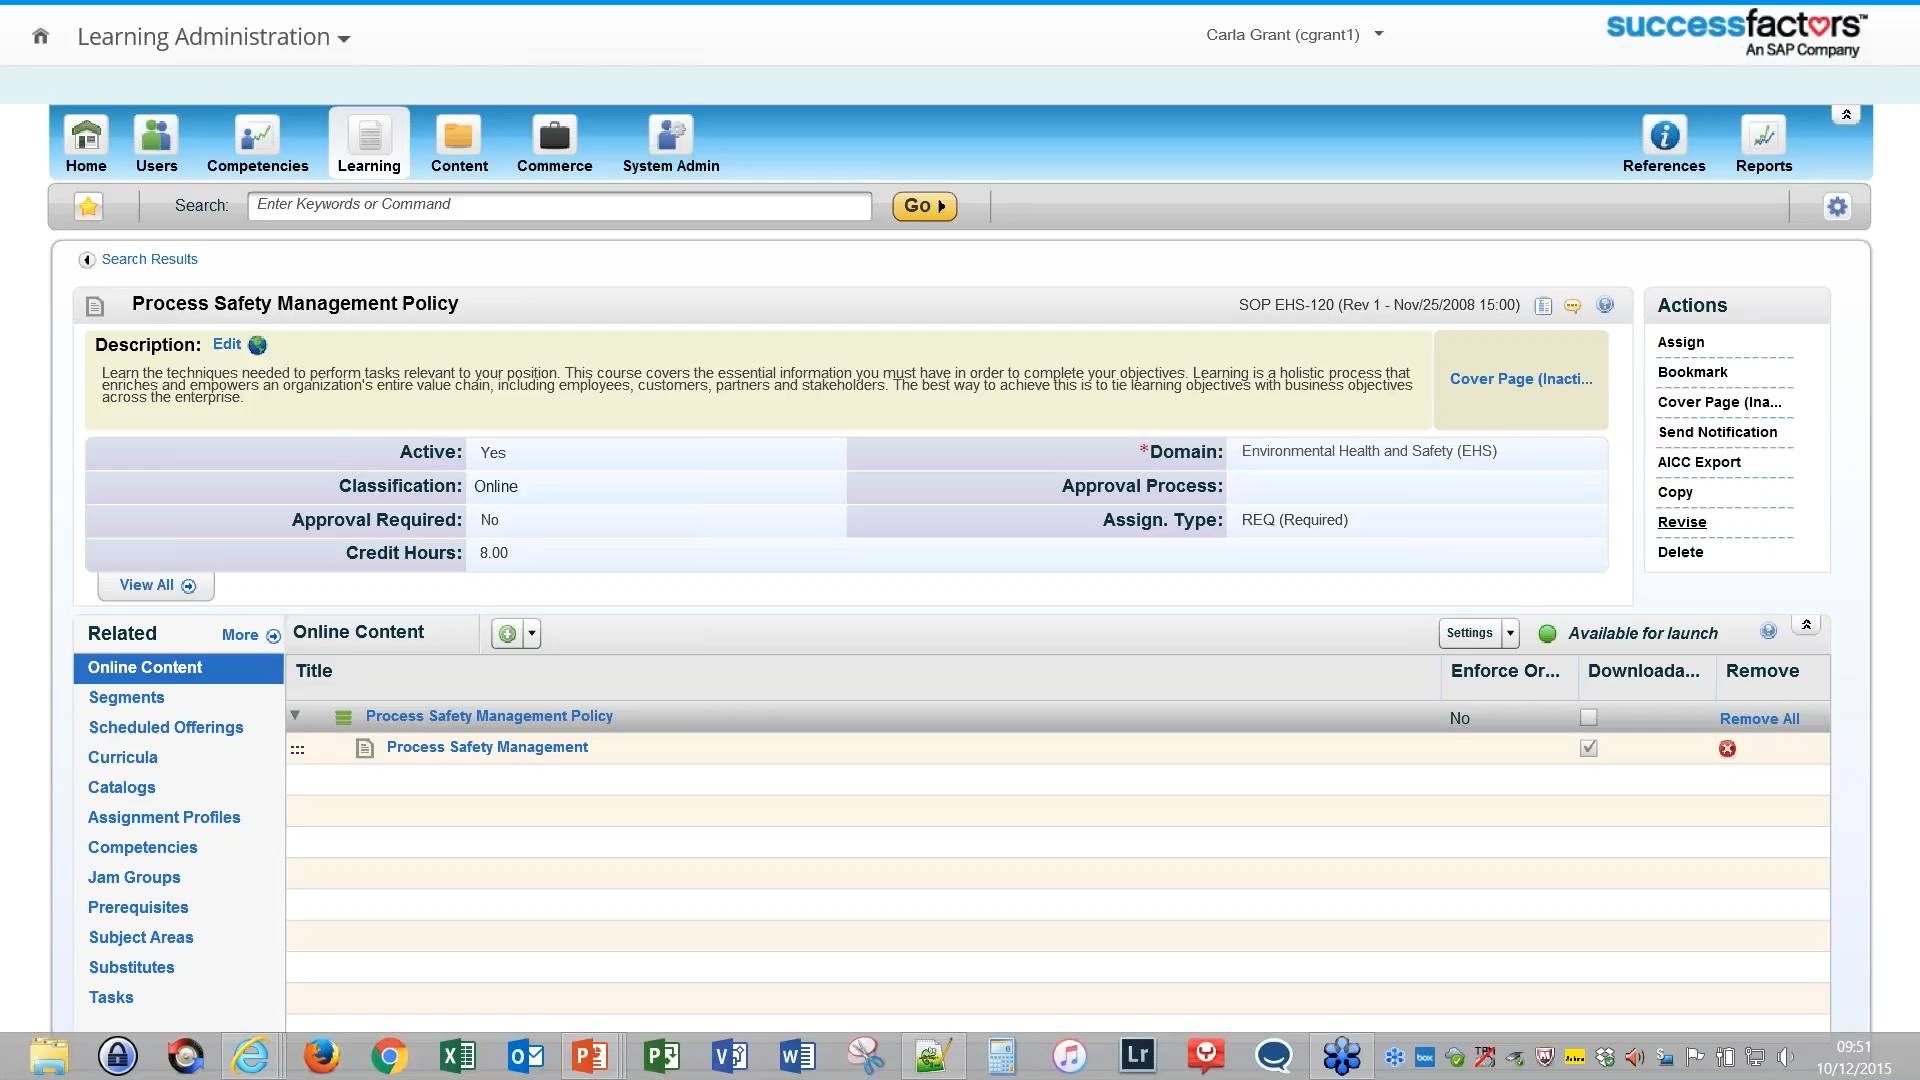 Learning Administration
Carla Grant (cgrant1)
successfactors™
An SAP Company
Home
Users
Competencies
Learning
Content
Commerce
System Admin
References
Reports
Search:
Enter Keywords or Command
Go
Search Results
Process Safety Management Policy
SOP EHS-120 (Rev 1 - Nov/25/2008 15:00)
Description: Edit
Learn the techniques needed to perform tasks relevant to your position. This course covers the essential information you must have in order to complete your objectives. Learning is a holistic process that
enriches and empowers an organization's entire value chain, including employees, customers, partners and stakeholders. The best way to achieve this is to tie learning objectives with business objectives
across the enterprise.
Cover Page (Inacti...
Active: Yes
*Domain: Environmental Health and Safety (EHS)
Classification: Online
Approval Process:
Approval Required: No
Assign. Type: REQ (Required)
Credit Hours: 8.00
View All
Actions
Assign
Bookmark
Cover Page (Ina...
Send Notification
AICC Export
Copy
Revise
Delete
Related
More
Online Content
Segments
Scheduled Offerings
Curricula
Catalogs
Assignment Profiles
Competencies
Jam Groups
Prerequisites
Subject Areas
Substitutes
Tasks
Online Content
Settings
Available for launch
Title
Enforce Or...
Downloada...
Remove
Process Safety Management Policy
No
Remove All
Process Safety Management
Lr
box
09:51
10/12/2015